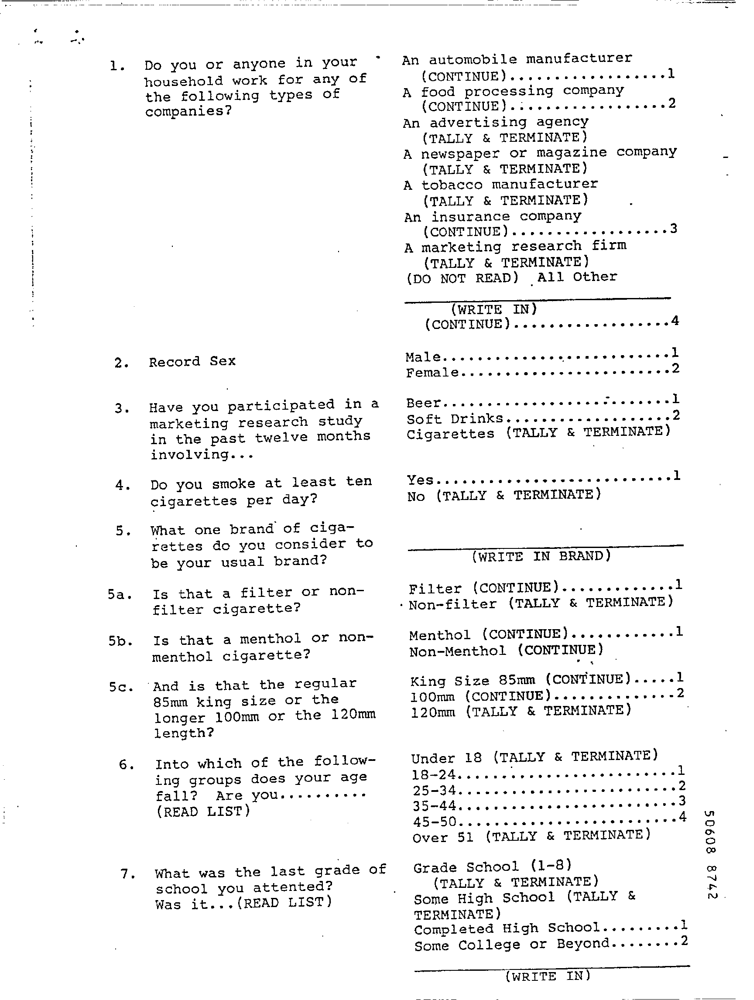 1. Do you or anyone in your
household work for any of
the following types of
companies?
An automobile manufacturer
(CONTINUE)..................1
A food processing company
(CONTINUE)..................2
An advertising agency
(TALLY & TERMINATE)
A newspaper or magazine company
(TALLY & TERMINATE)
A tobacco manufacturer
(TALLY & TERMINATE)
An insurance company
(CONTINUE)..................3
A marketing research firm
(TALLY & TERMINATE)
(DO NOT READ) All Other
(WRITE IN)
(CONTINUE)..................4
2. Record Sex
Male..........................1
Female........................2
3. Have you participated in a
marketing research study
in the past twelve months
involving...
Beer..........................1
Soft Drinks...................2
Cigarettes (TALLY & TERMINATE)
4. Do you smoke at least ten
cigarettes per day?
Yes...........................1
No (TALLY & TERMINATE)
5. What one brand of ciga-
rettes do you consider to
be your usual brand?
(WRITE IN BRAND)
5a. Is that a filter or non-
filter cigarette?
Filter (CONTINUE).............1
Non-filter (TALLY & TERMINATE)
5b. Is that a menthol or non-
menthol cigarette?
Menthol (CONTINUE)............1
Non-Menthol (CONTINUE)
5c. And is that the regular
85mm king size or the
longer 100mm or the 120mm
length?
King Size 85mm (CONTINUE).....1
100mm (CONTINUE)..............2
120mm (TALLY & TERMINATE)
6. Into which of the follow-
ing groups does your age
fall? Are you..........
(READ LIST)
Under 18 (TALLY & TERMINATE)
18-24.........................1
25-34.........................2
35-44.........................3
45-50.........................4
Over 51 (TALLY & TERMINATE)
7. What was the last grade of
school you attented?
Was it...(READ LIST)
Grade School (1-8)
(TALLY & TERMINATE)
Some High School (TALLY &
TERMINATE)
Completed High School.........1
Some College or Beyond........2
(WRITE IN)
50608 8742